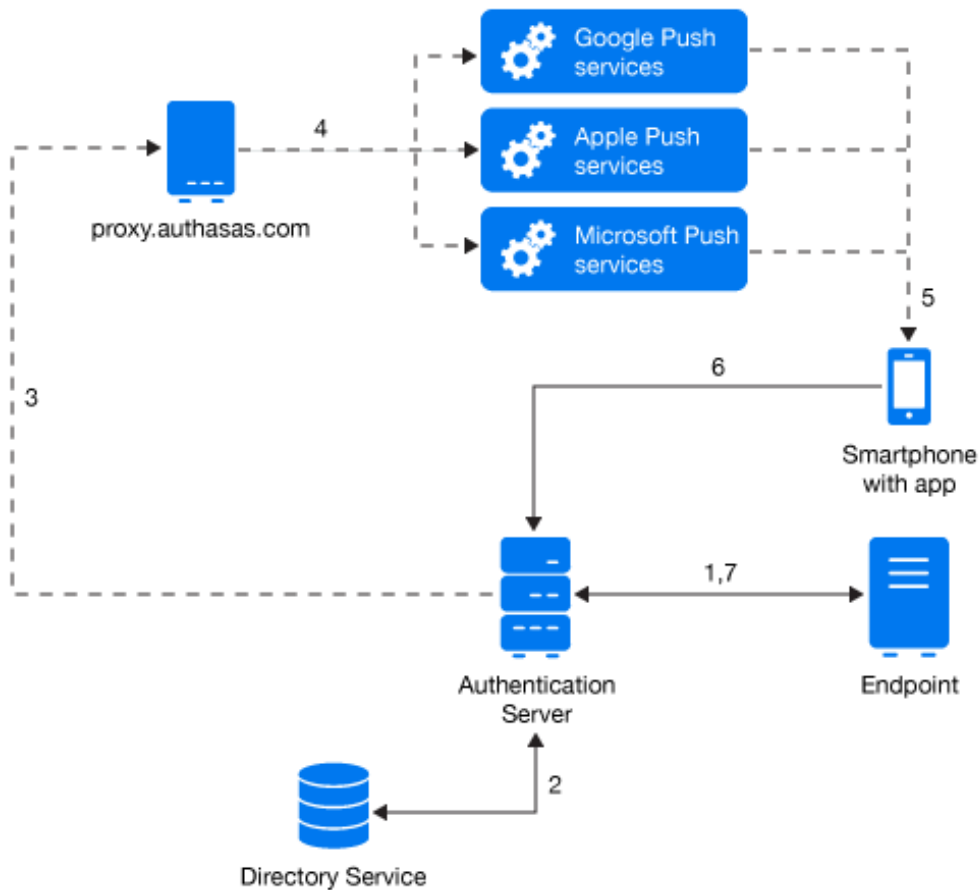 Google Push
services
4
Apple Push
services
proxy.authasas.com
Microsoft Push
services
5
3
6
Smartphone
with app
1,7
Authentication
Server
Endpoint
2
Directory Service